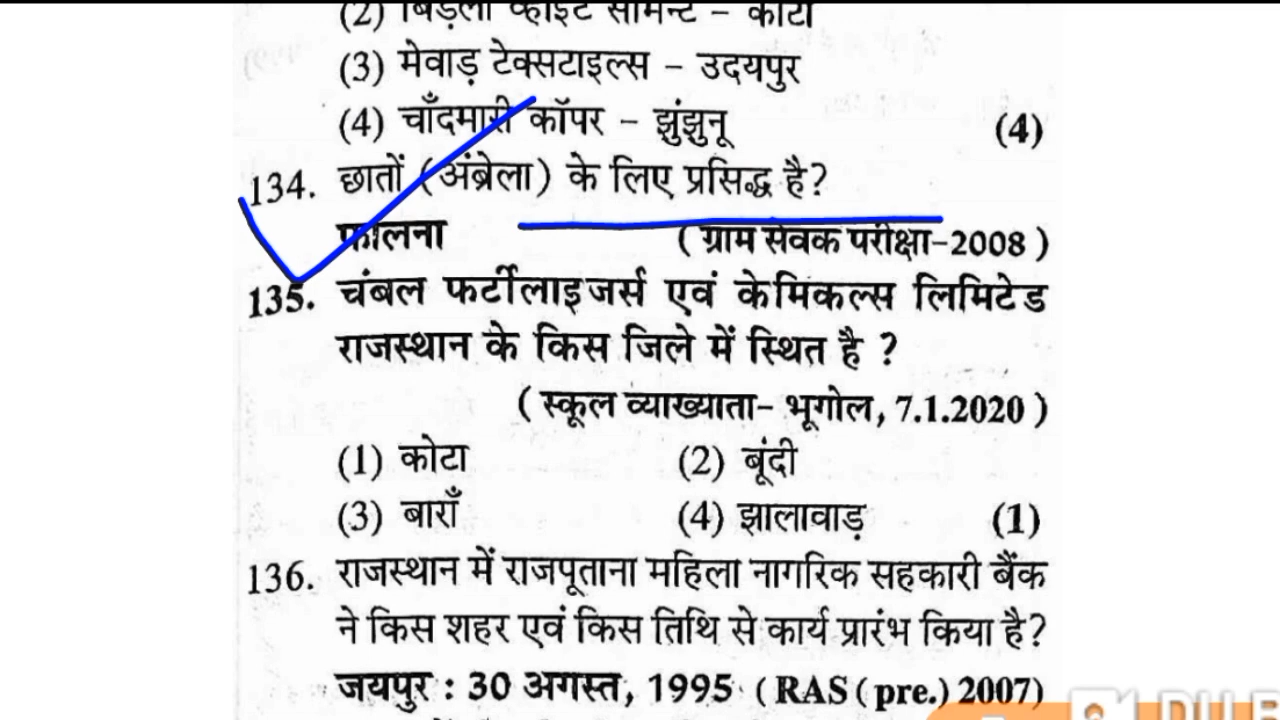 (2) बिड़ला व्हाइट सीमेन्ट – कोटा
(3) मेवाड़ टेक्सटाइल्स – उदयपुर
(4) चाँदमारी कॉपर – झुंझुनू (4)
134. छातों (अंब्रेला) के लिए प्रसिद्ध है?
फालना (ग्राम सेवक परीक्षा-2008)
135. चंबल फर्टीलाइजर्स एवं केमिकल्स लिमिटेड
राजस्थान के किस जिले में स्थित है ?
(स्कूल व्याख्याता- भूगोल, 7.1.2020)
(1) कोटा (2) बूंदी
(3) बाराँ (4) झालावाड़ (1)
136. राजस्थान में राजपूताना महिला नागरिक सहकारी बैंक
ने किस शहर एवं किस तिथि से कार्य प्रारंभ किया है?
जयपुर : 30 अगस्त, 1995 (RAS (pre.) 2007)